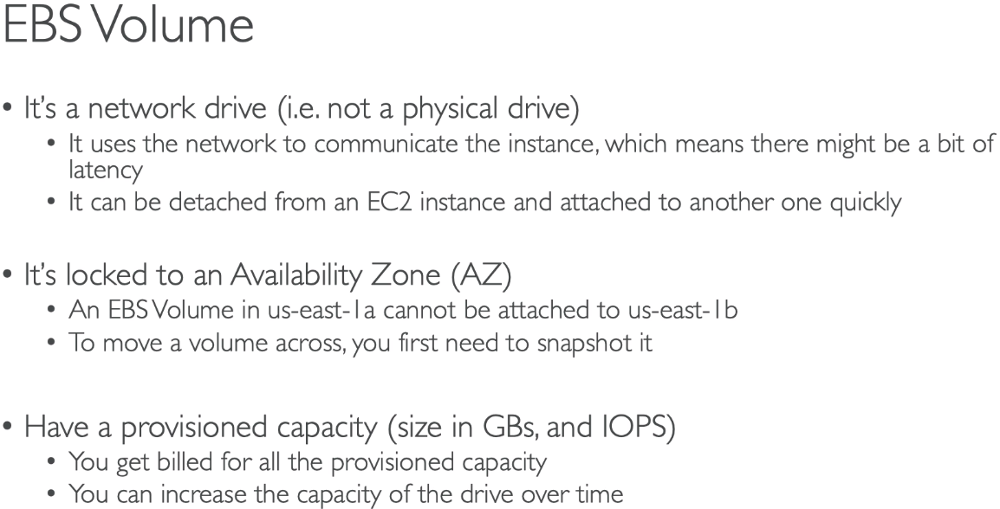 EBS Volume
• It's a network drive (i.e. not a physical drive)
• It uses the network to communicate the instance, which means there might be a bit of
latency
• It can be detached from an EC2 instance and attached to another one quickly
• It's locked to an Availability Zone (AZ)
• An EBS Volume in us-east-1a cannot be attached to us-east-1b
• To move a volume across, you first need to snapshot it
• Have a provisioned capacity (size in GBs, and IOPS)
• You get billed for all the provisioned capacity
• You can increase the capacity of the drive over time